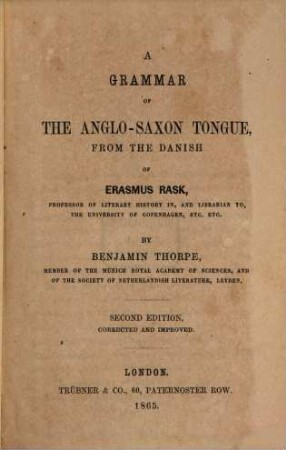 A
GRAMMAR
OF
THE ANGLO-SAXON TONGUE,
FROM THE DANISH
OF
ERASMUS RASK,
PROFESSOR OF LITERARY HISTORY IN, AND LIBRARIAN TO,
THE UNIVERSITY OF COPENHAGEN, ETC. ETC.
BY
BENJAMIN THORPE,
MEMBER OF THE MUNICH ROYAL ACADEMY OF SCIENCES, AND
OF THE SOCIETY OF NETHERLANDISH LITERATURE, LEYDEN.
SECOND EDITION,
CORRECTED AND IMPROVED.
LONDON.
TRÜBNER & CO., 60, PATERNOSTER ROW.
1865.